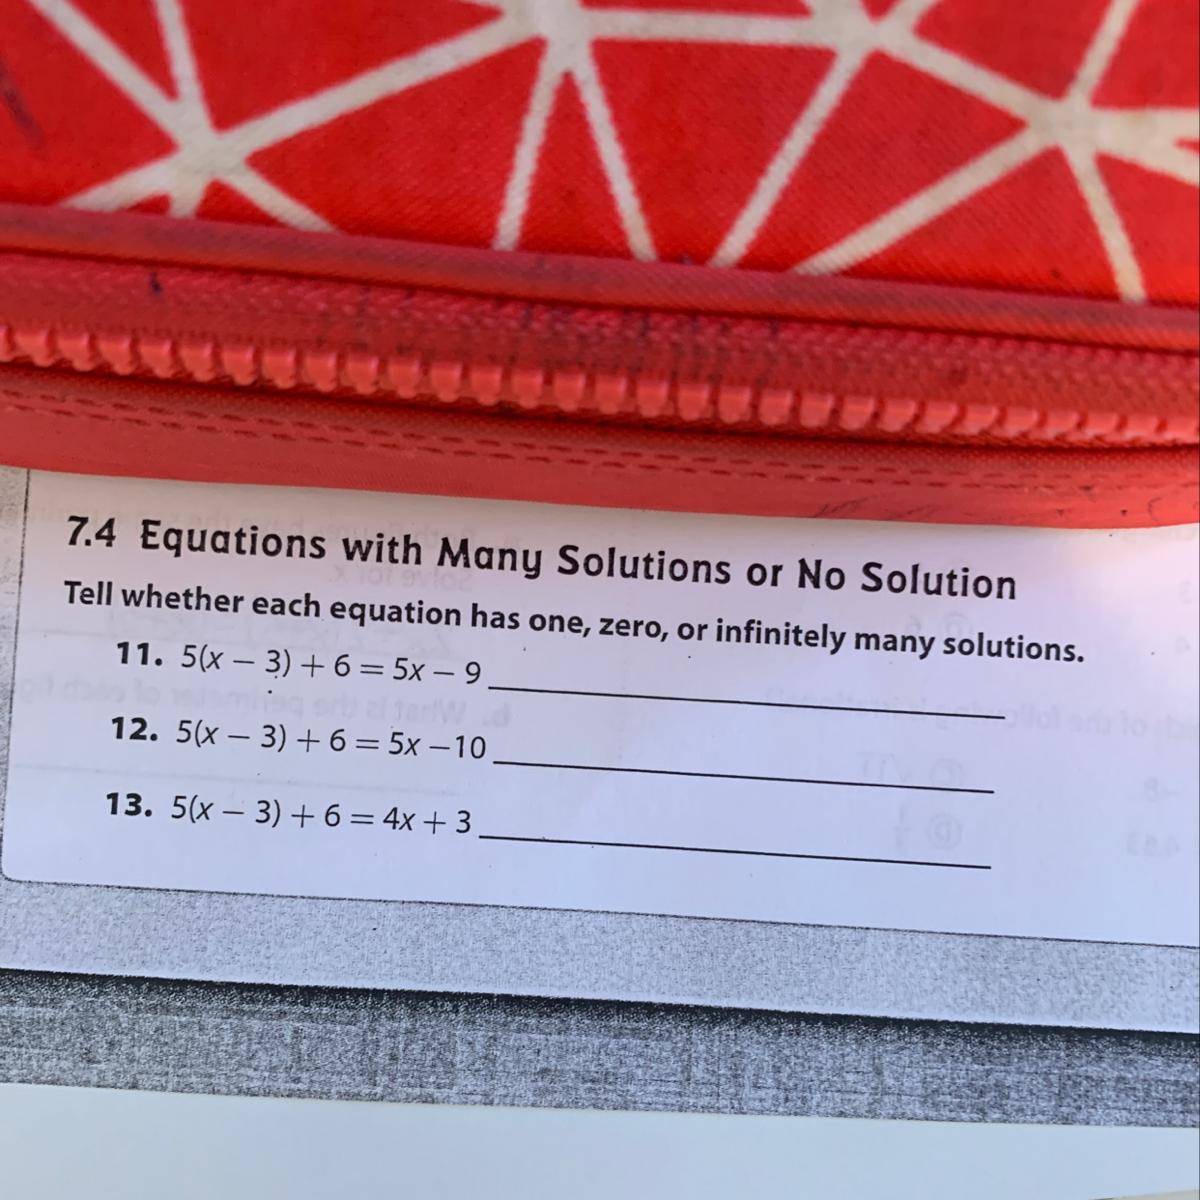 7.4 Equations with Many Solutions or No Solution
Tell whether each equation has one, zero, or infinitely many solutions.
11. 5(x – 3) + 6 = 5x – 9
12. 5(x – 3) + 6 = 5x –10
13. 5(x – 3) + 6 = 4x + 3